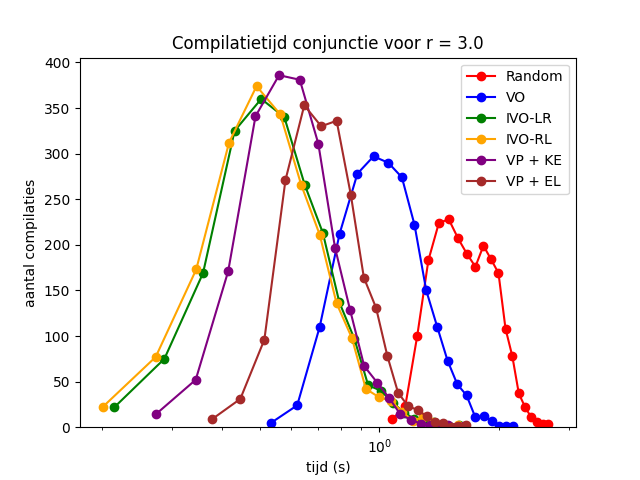 Compilatietijd conjunctie voor r = 3.0
400
350
300
250
200
150
100
50
0
aantal compilaties
Random
VO
IVO-LR
IVO-RL
VP + KE
VP + EL
10⁰
tijd (s)